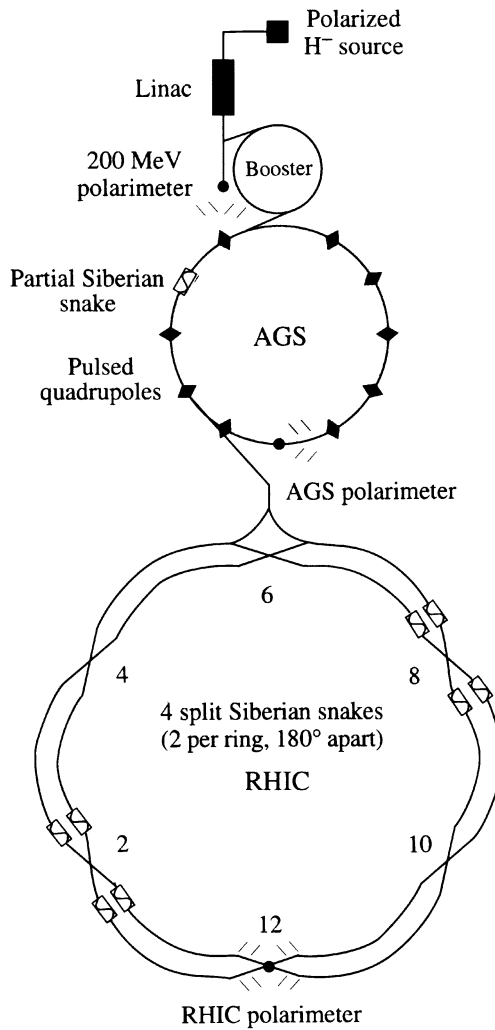 Polarized
H⁻ source
Linac
200 MeV
polarimeter
Booster
Partial Siberian
snake
AGS
Pulsed
quadrupoles
AGS polarimeter
6
4
8
4 split Siberian snakes
(2 per ring, 180° apart)
RHIC
2
10
12
RHIC polarimeter